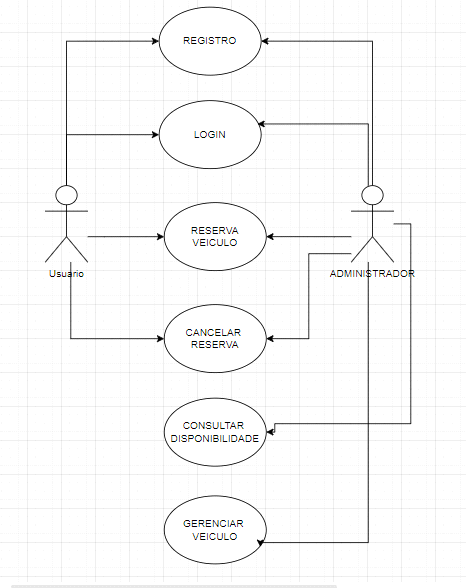 REGISTRO
LOGIN
RESERVA
VEICULO
Usuario
ADMINISTRADOR
CANCELAR
RESERVA
CONSULTAR
DISPONIBILIDADE
GERENCIAR
VEICULO